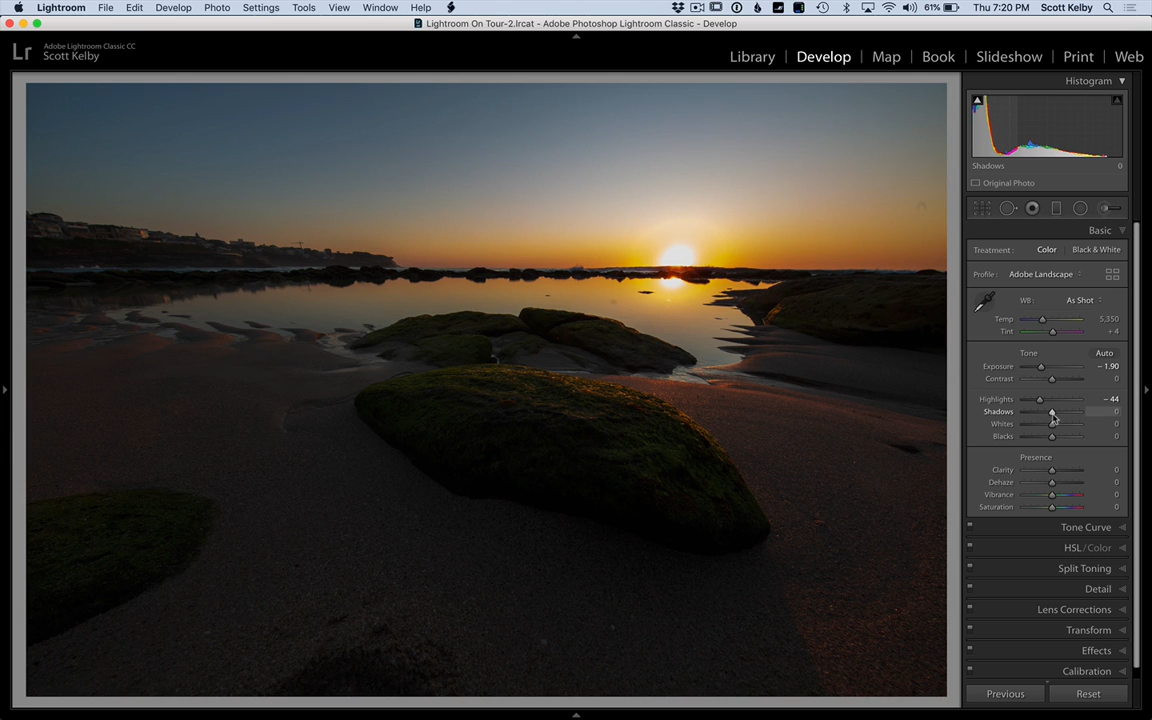 Lightroom File Edit Develop Photo Settings Tools View Window Help 61% Thu 7:20 PM Scott Kelby
Lightroom On Tour-2.lrcat - Adobe Photoshop Lightroom Classic - Develop
Lr Adobe Lightroom Classic CC
Scott Kelby
Library | Develop | Map | Book | Slideshow | Print | Web
Histogram
Shadows 0
Original Photo
Basic
Treatment : Color Black & White
Profile : Adobe Landscape
WB : As Shot
Temp 5,350
Tint + 4
Tone Auto
Exposure – 1.90
Contrast 0
Highlights – 44
Shadows 0
Whites 0
Blacks 0
Presence
Clarity 0
Dehaze 0
Vibrance 0
Saturation 0
Tone Curve
HSL / Color
Split Toning
Detail
Lens Corrections
Transform
Effects
Calibration
Previous Reset